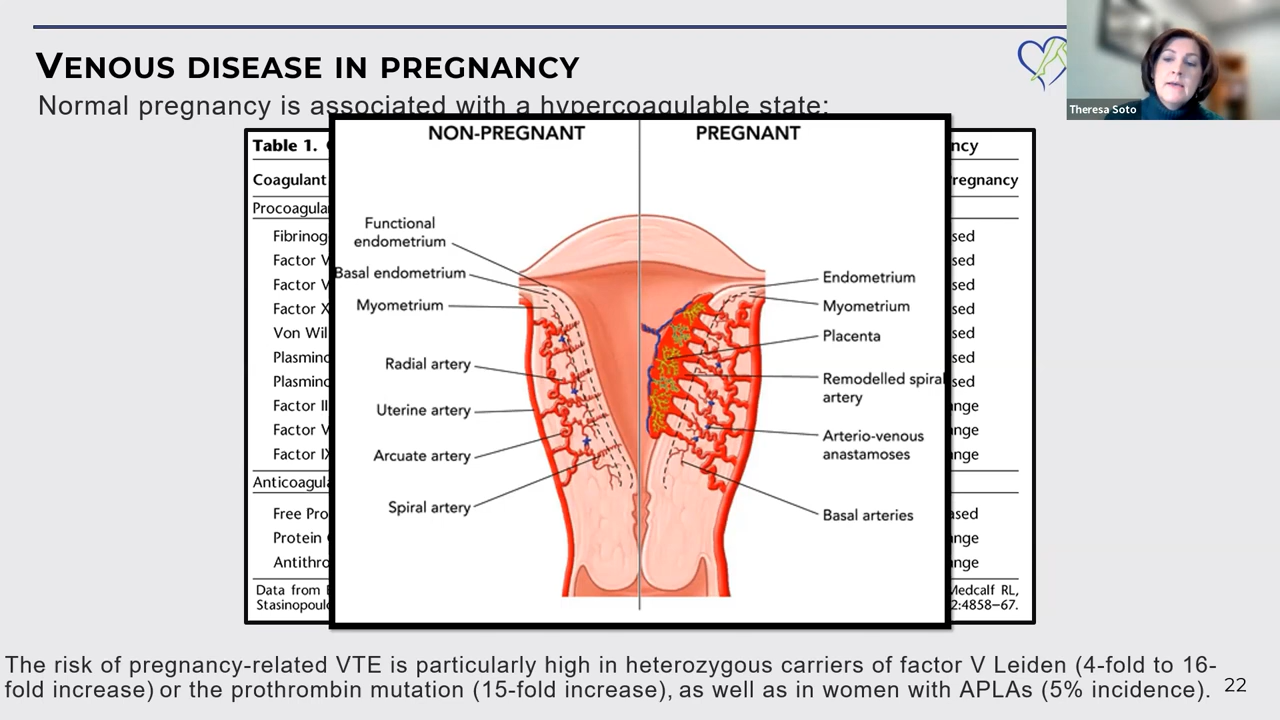 VENOUS DISEASE IN PREGNANCY
Theresa Soto
Normal pregnancy is associated with a hypercoagulable state:
Table 1.
ncy
Coagulant
regnancy
Procoagula
Fibrinog
sed
Factor V
sed
Factor V
sed
Factor X
sed
Von Wil
sed
Plasmino
sed
Plasmino
sed
Factor II
ange
Factor V
ange
Factor IX
ange
Anticoagula
Free Pro
ased
Protein
ange
Antithro
ange
Data from
Medcalf RL,
Stasinopoulo
2:4858–67.
NON-PREGNANT
PREGNANT
Functional
endometrium
Basal endometrium
Myometrium
Radial artery
Uterine artery
Arcuate artery
Spiral artery
Endometrium
Myometrium
Placenta
Remodelled spiral
artery
Arterio-venous
anastamoses
Basal arteries
The risk of pregnancy-related VTE is particularly high in heterozygous carriers of factor V Leiden (4-fold to 16-
fold increase) or the prothrombin mutation (15-fold increase), as well as in women with APLAs (5% incidence).
22